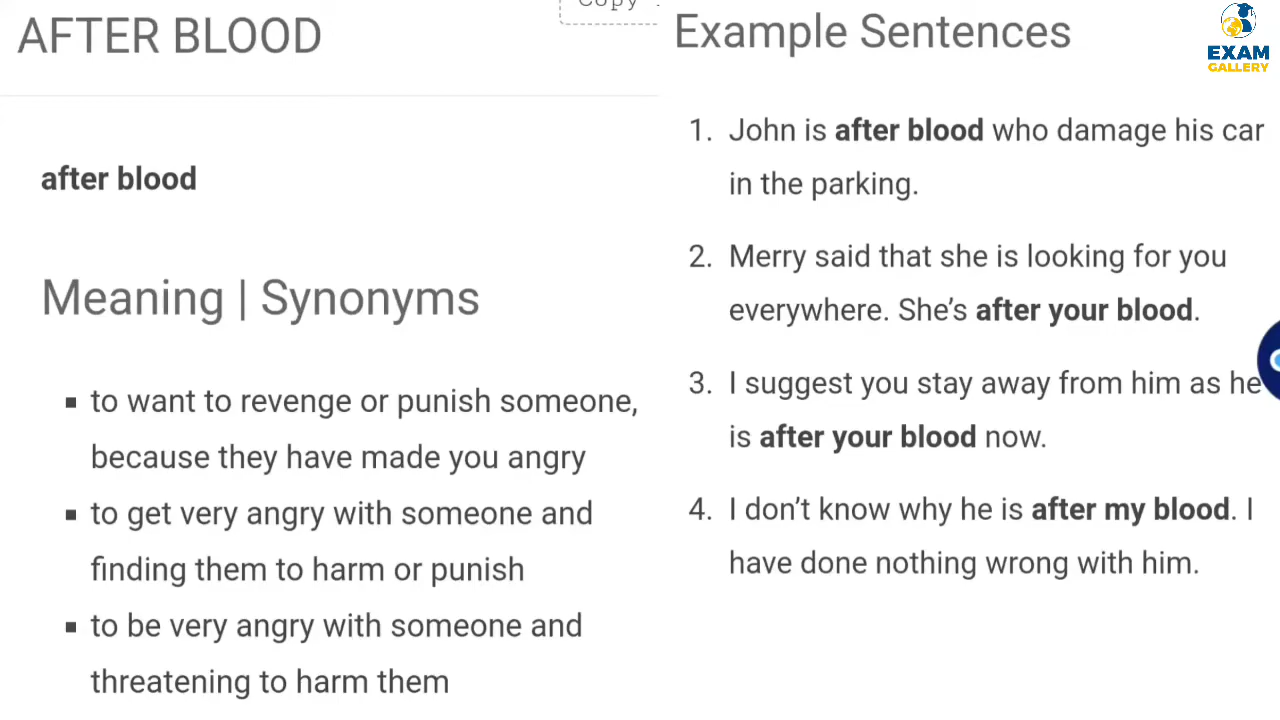 AFTER BLOOD
after blood
Meaning | Synonyms
▪ to want to revenge or punish someone,
because they have made you angry
▪ to get very angry with someone and
finding them to harm or punish
▪ to be very angry with someone and
threatening to harm them
Copy
Example Sentences
EXAM
GALLERY
1. John is after blood who damage his car
in the parking.
2. Merry said that she is looking for you
everywhere. She’s after your blood.
3. I suggest you stay away from him as he
is after your blood now.
4. I don’t know why he is after my blood. I
have done nothing wrong with him.